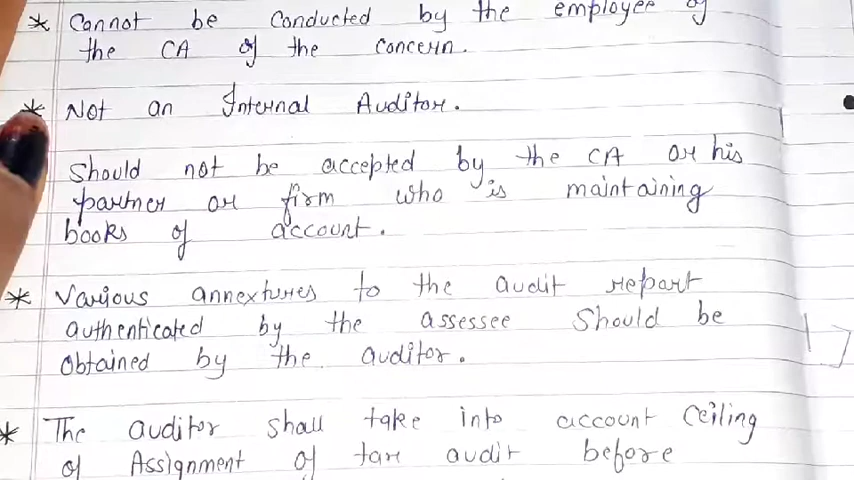 * Cannot be conducted by the employee of
the CA of the concern.
* Not an Internal Auditor.
Should not be accepted by the CA or his
partner or firm who is maintaining
books of account.
* Various annextures to the audit report
authenticated by the assessee should be
obtained by the auditor.
* The auditor shall take into account ceiling
of Assignment of tax audit before